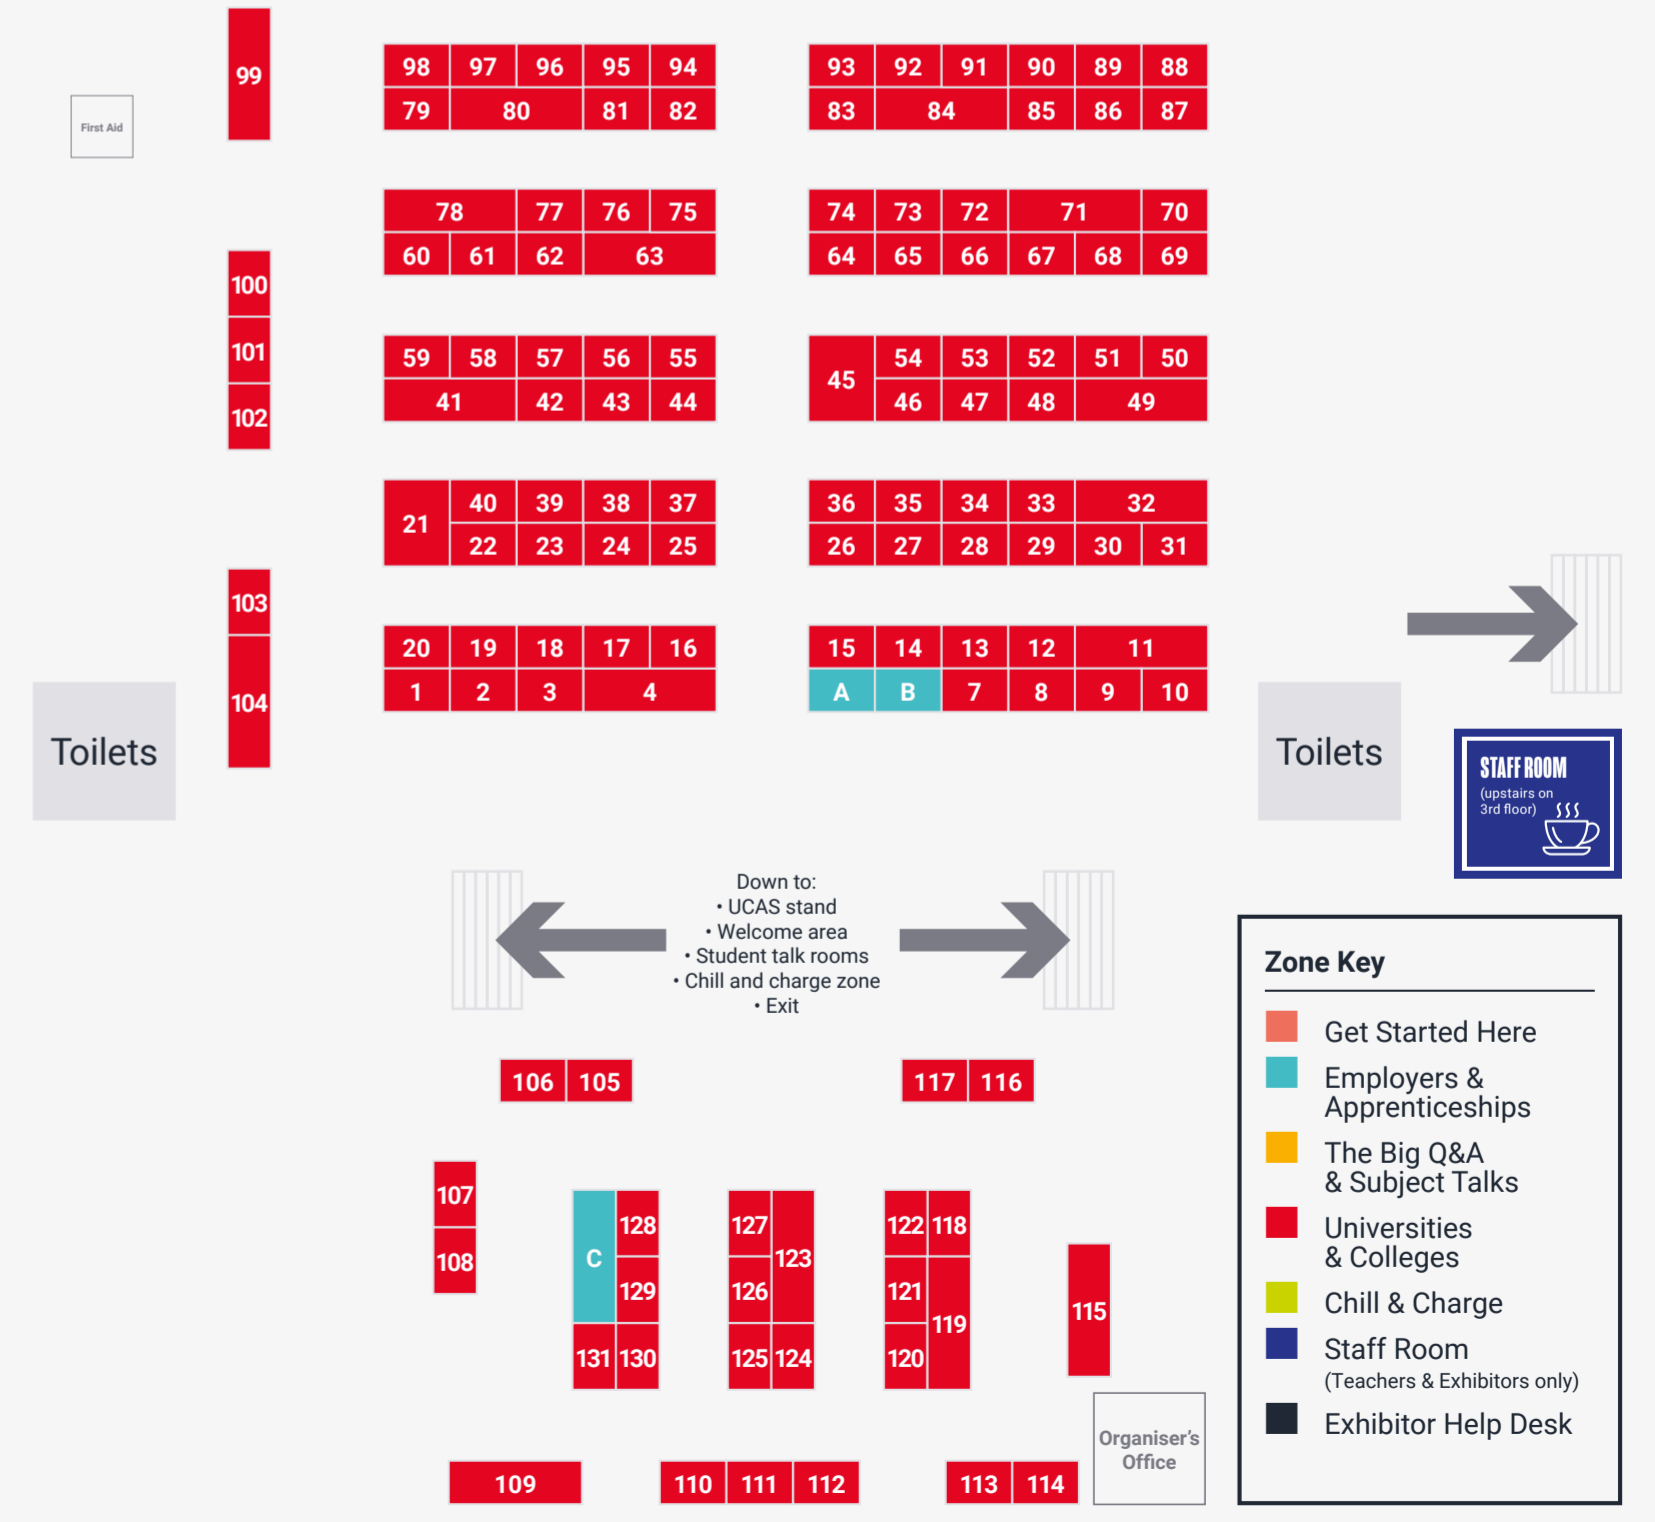 99
98 97 96 95 94
93 92 91 90 89 88
79 80 81 82
83 84 85 86 87
First Aid
78 77 76 75
74 73 72 71 70
60 61 62 63
64 65 66 67 68 69
100
101
102
59 58 57 56 55
45 54 53 52 51 50
41 42 43 44
46 47 48 49
21 40 39 38 37
36 35 34 33 32
22 23 24 25
26 27 28 29 30 31
103
104
20 19 18 17 16
15 14 13 12 11
1 2 3 4
A B 7 8 9 10
Toilets
Toilets
STAFF ROOM
(upstairs on
3rd floor)
Down to:
• UCAS stand
• Welcome area
• Student talk rooms
• Chill and charge zone
• Exit
106 105
117 116
107
108
C 128
129
131 130
127 123
126
125 124
122 118
121 119
120
115
Organiser's
Office
109
110 111 112
113 114
Zone Key
Get Started Here
Employers &
Apprenticeships
The Big Q&A
& Subject Talks
Universities
& Colleges
Chill & Charge
Staff Room
(Teachers & Exhibitors only)
Exhibitor Help Desk